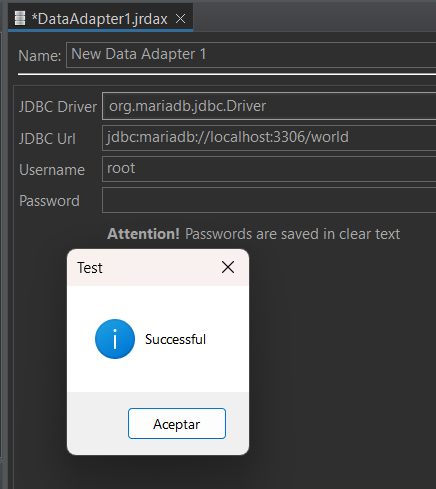 *DataAdapter1.jrdax
Name: New Data Adapter 1
JDBC Driver org.mariadb.jdbc.Driver
JDBC Url jdbc:mariadb://localhost:3306/world
Username root
Password
Attention! Passwords are saved in clear text
Test
Successful
Aceptar